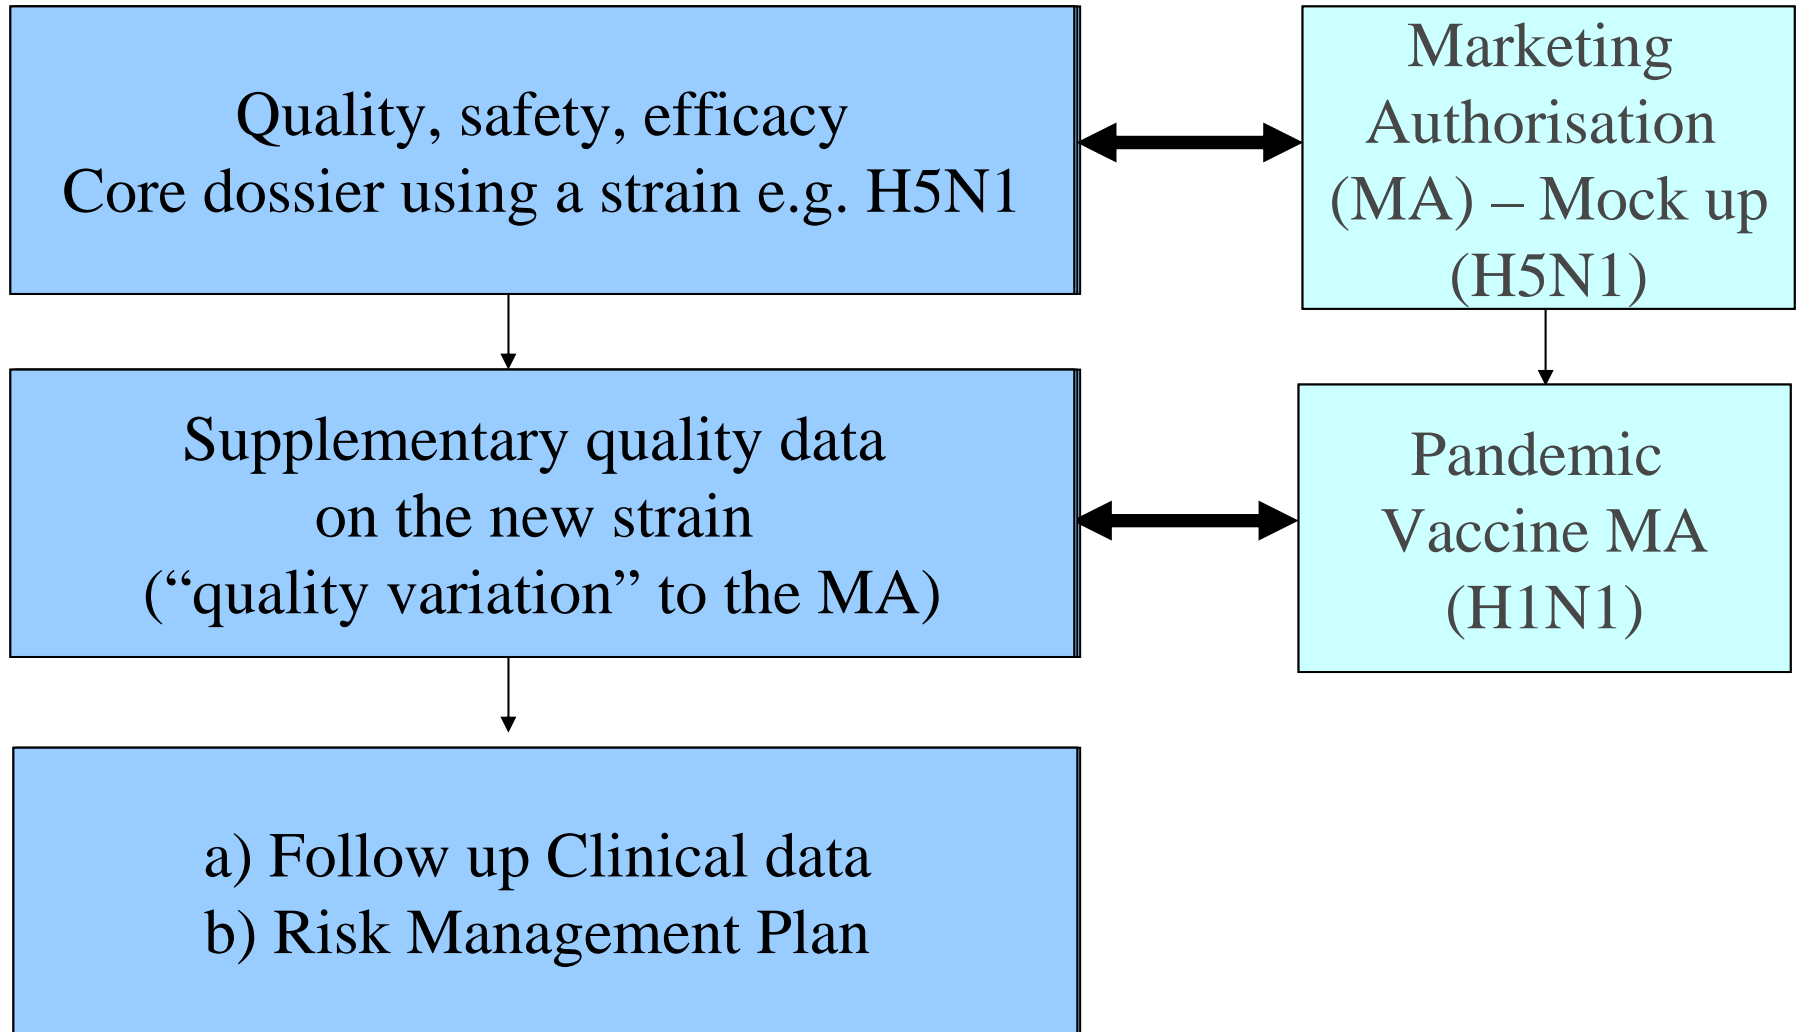 Quality, safety, efficacy
Core dossier using a strain e.g. H5N1
Marketing
Authorisation
(MA) – Mock up
(H5N1)
Supplementary quality data
on the new strain
(“quality variation” to the MA)
Pandemic
Vaccine MA
(H1N1)
a) Follow up Clinical data
b) Risk Management Plan